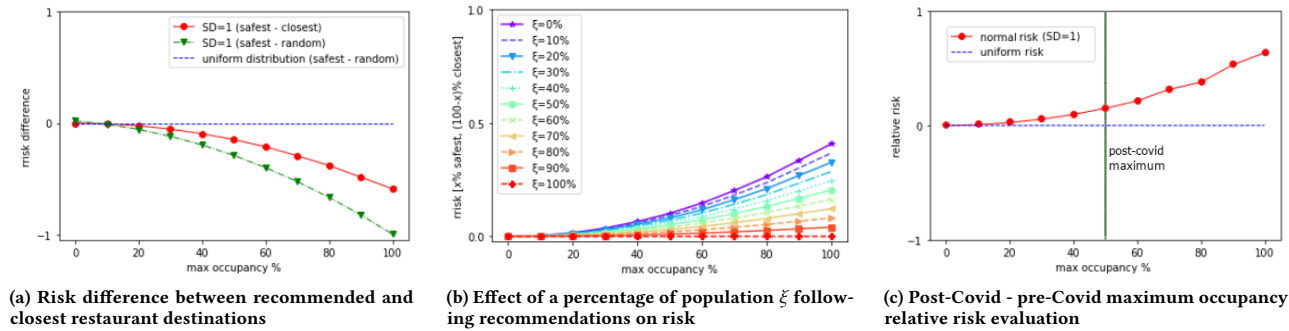 1
0
−1
rrisk difference
SD=1 (safest - closest)
SD=1 (safest - random)
uniform distribution (safest - random)
0 20 40 60 80 100
max occupancy %
(a) Risk difference between recommended and
closest restaurant destinations
1.0
0.5
0.0
rrisk [x% safest, (100-x)% closest]
ξ=0%
ξ=10%
ξ=20%
ξ=30%
ξ=40%
ξ=50%
ξ=60%
ξ=70%
ξ=80%
ξ=90%
ξ=100%
0 20 40 60 80 100
max occupancy %
(b) Effect of a percentage of population ξ follow-
ing recommendations on risk
1
0
−1
relative risk
normal risk (SD=1)
uniform risk
post-covid
maximum
0 20 40 60 80 100
max occupancy %
(c) Post-Covid - pre-Covid maximum occupancy
relative risk evaluation